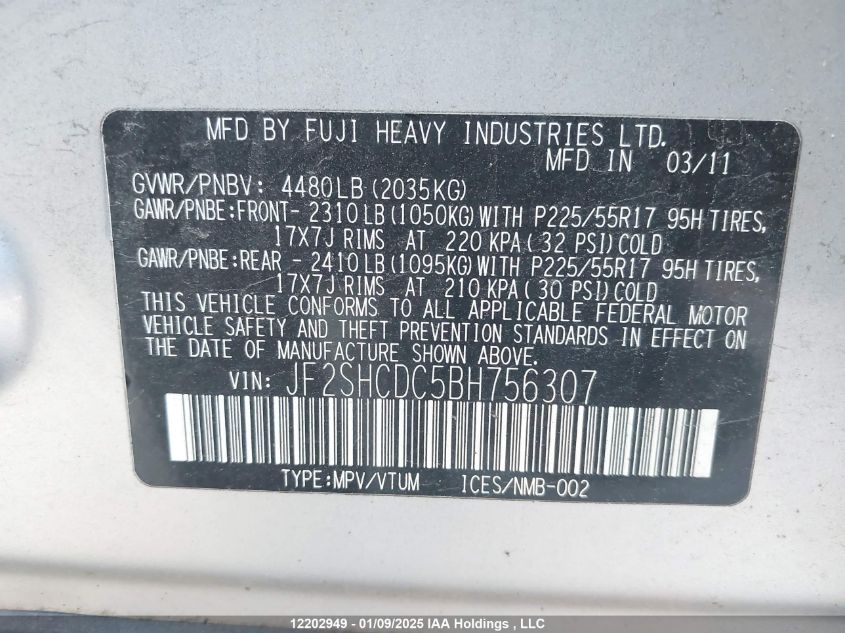 MFD BY FUJI HEAVY INDUSTRIES LTD.
MFD IN 03/11
GVWR/PNBV: 4480LB (2035KG)
GAWR/PNBE:FRONT- 2310LB (1050KG) WITH P225/55R17 95H TIRES,
17X7J RIMS AT 220 KPA (32 PSI) COLD
GAWR/PNBE:REAR - 2410LB (1095KG) WITH P225/55R17 95H TIRES,
17X7J RIMS AT 210 KPA (30 PSI) COLD
THIS VEHICLE CONFORMS TO ALL APPLICABLE FEDERAL MOTOR
VEHICLE SAFETY AND THEFT PREVENTION STANDARDS IN EFFECT ON
THE DATE OF MANUFACTURE SHOWN ABOVE.
VIN: JF2SHCDC5BH756307
TYPE:MPV/VTUM ICES/NMB-002
12202949 - 01/09/2025 IAA Holdings , LLC